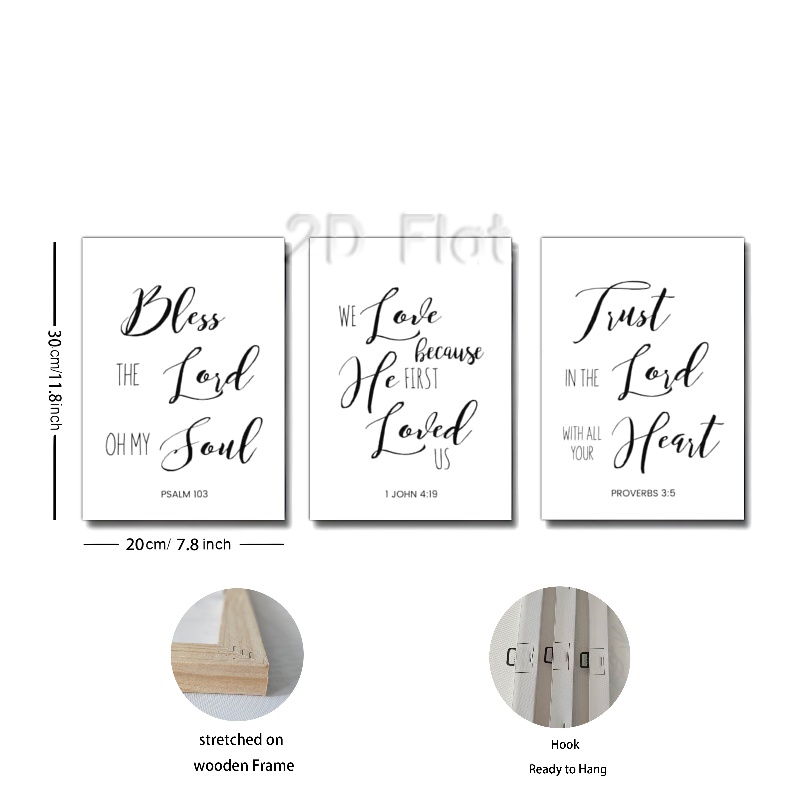 2D Flat
Bless
THE Lord
OH MY Soul
PSALM 103
WE Love
because
He FIRST
Loved
US
1 JOHN 4:19
Trust
IN THE Lord
WITH ALL
YOUR Heart
PROVERBS 3:5
30cm/11.8inch
20cm/ 7.8 inch
stretched on
wooden Frame
Hook
Ready to Hang